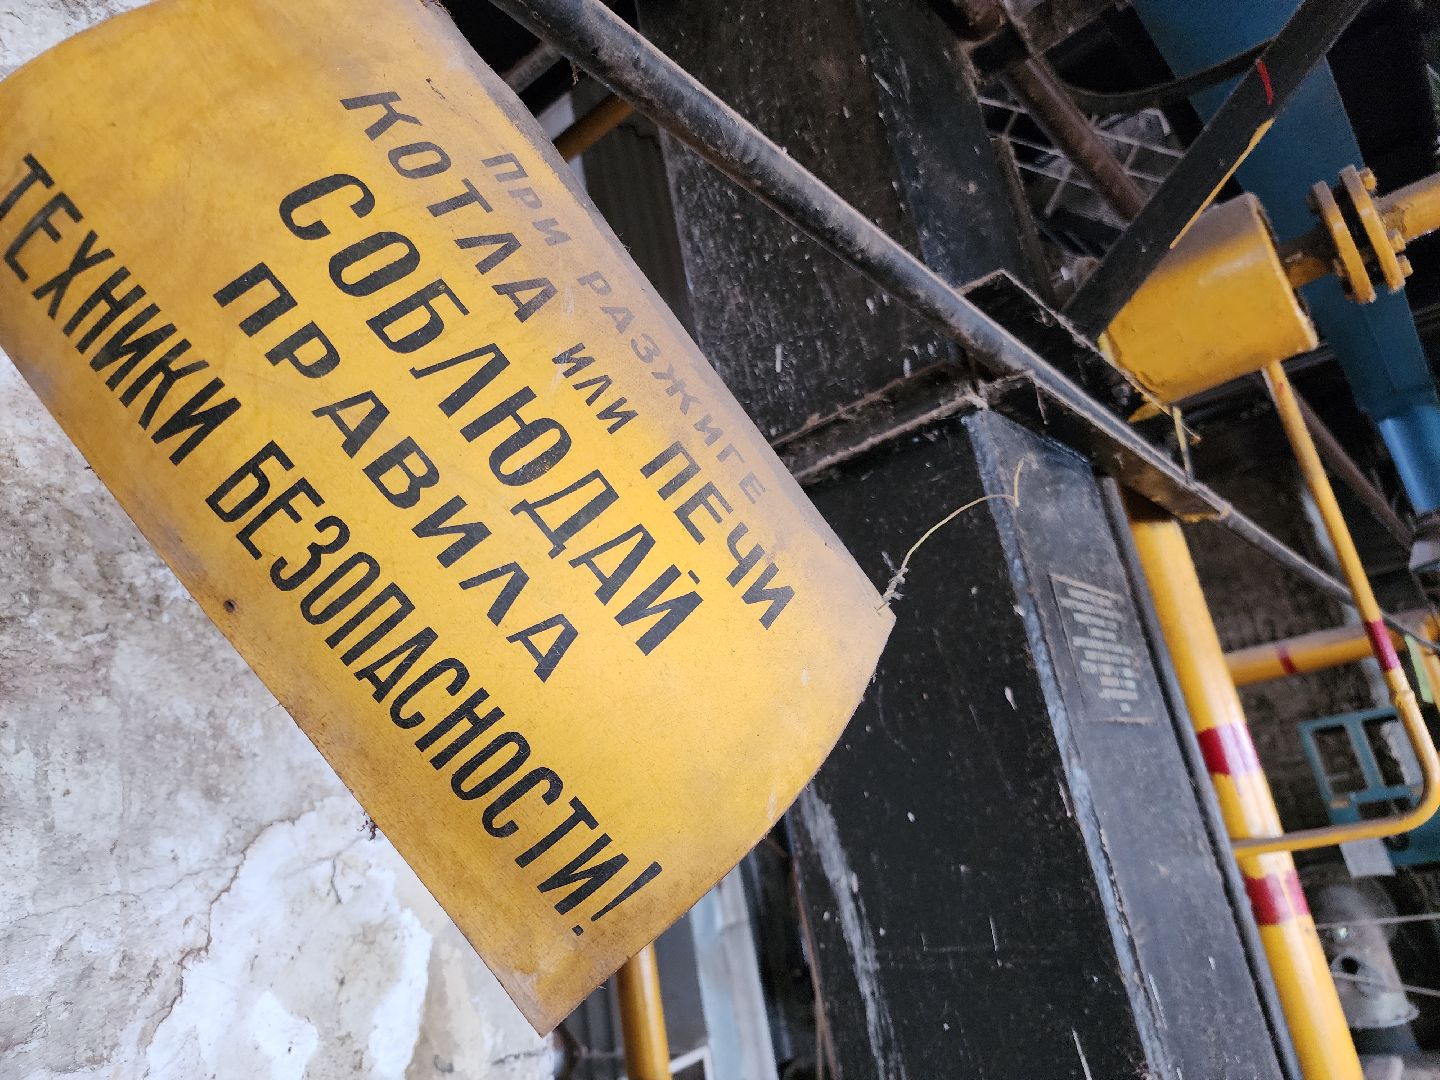 ПРИ РАЗЖИГЕ
КОТЛА ИЛИ ПЕЧИ
СОБЛЮДАЙ
ПРАВИЛА
ТЕХНИКИ БЕЗОПАСНОСТИ!